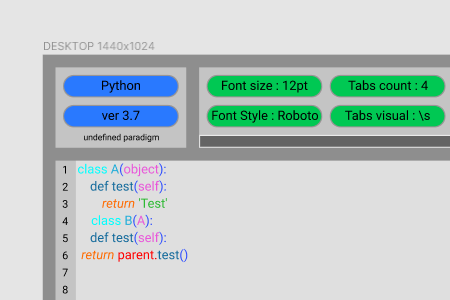 DESKTOP 1440x1024
Python
Font size : 12pt
Tabs count : 4
ver 3.7
Font Style : Roboto
Tabs visual : \s
undefined paradigm
1 class A(object):
2 def test(self):
3 return 'Test'
4 class B(A):
5 def test(self):
6 return parent.test()
7
8